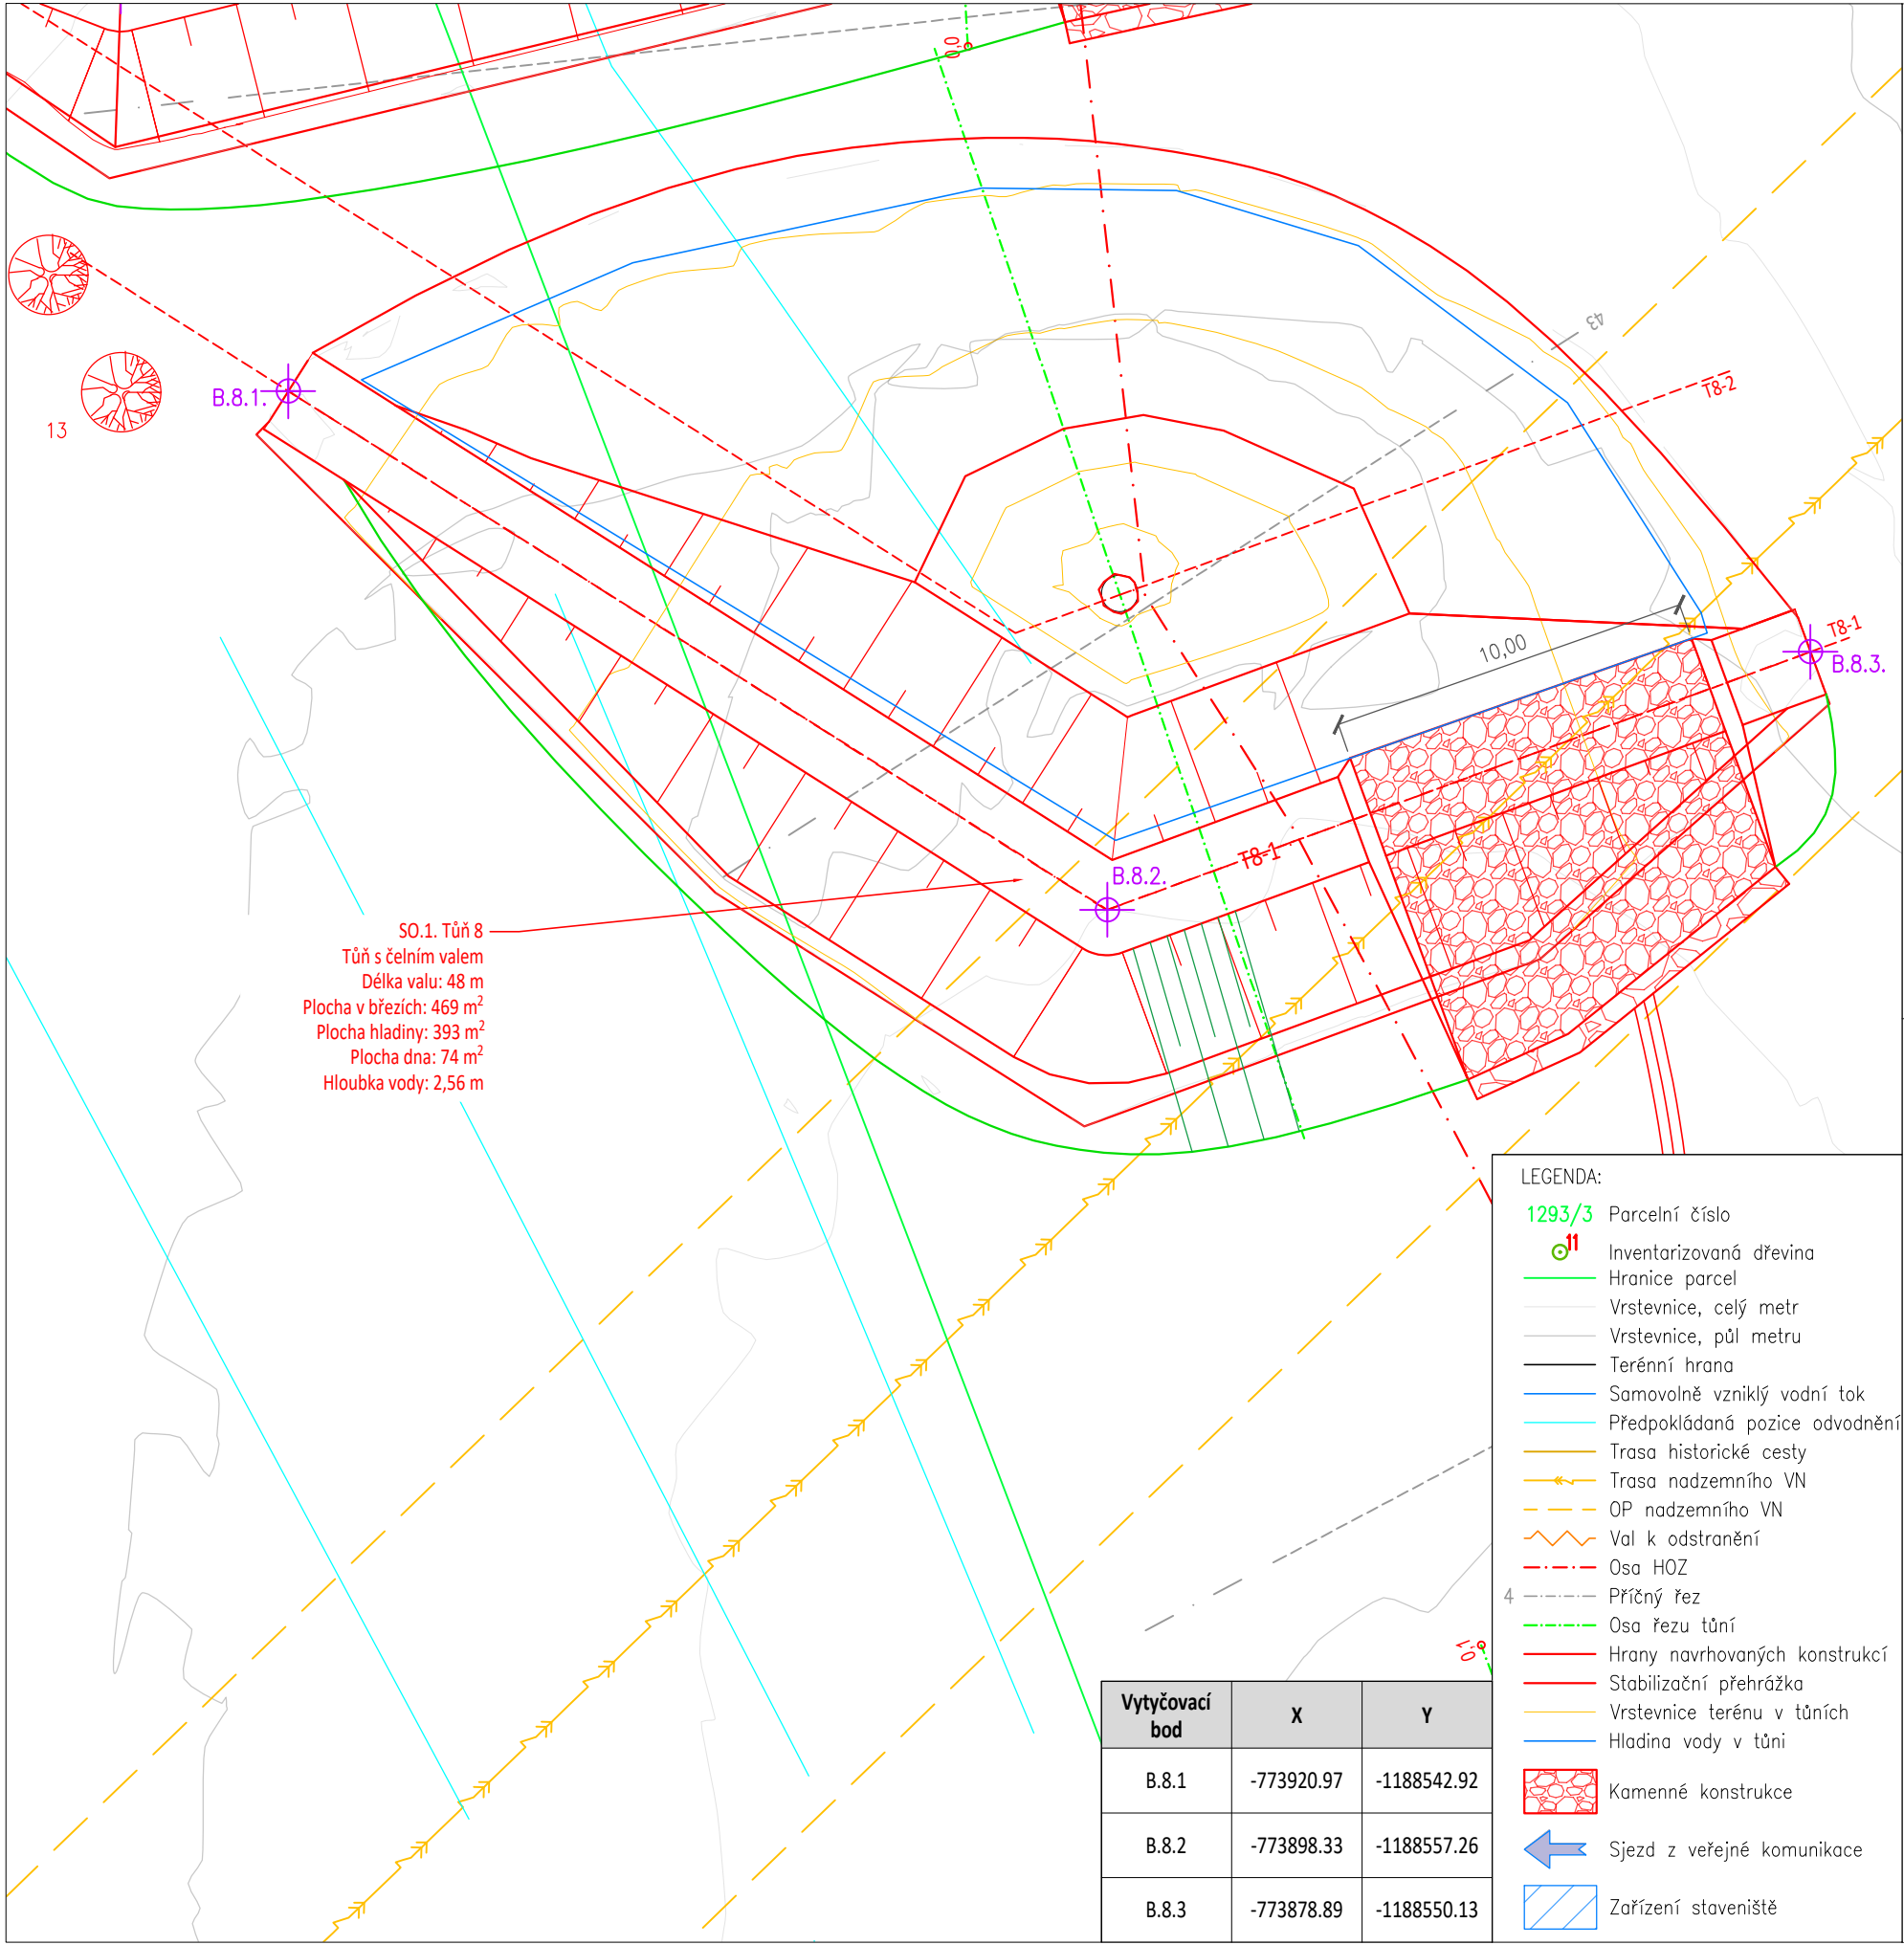 0.0
43
T8-2
B.8.1.
13
10,00
T8-1
B.8.3.
T8-1
B.8.2.
SO.1. Tůň 8
Tůň s čelním valem
Délka valu: 48 m
Plocha v březích: 469 m²
Plocha hladiny: 393 m²
Plocha dna: 74 m²
Hloubka vody: 2,56 m
LEGENDA:
1293/3 Parcelní číslo
11 Inventarizovaná dřevina
Hranice parcel
Vrstevnice, celý metr
Vrstevnice, půl metru
Terénní hrana
Samovolně vzniklý vodní tok
Předpokládaná pozice odvodnění
Trasa historické cesty
Trasa nadzemního VN
OP nadzemního VN
Val k odstranění
Osa HOZ
4 Příčný řez
Osa řezu tůní
Hrany navrhovaných konstrukcí
Stabilizační přehrážka
Vrstevnice terénu v tůních
Hladina vody v tůni
Kamenné konstrukce
Sjezd z veřejné komunikace
Zařízení staveniště
0.1
Vytyčovací bod X Y
B.8.1 -773920.97 -1188542.92
B.8.2 -773898.33 -1188557.26
B.8.3 -773878.89 -1188550.13